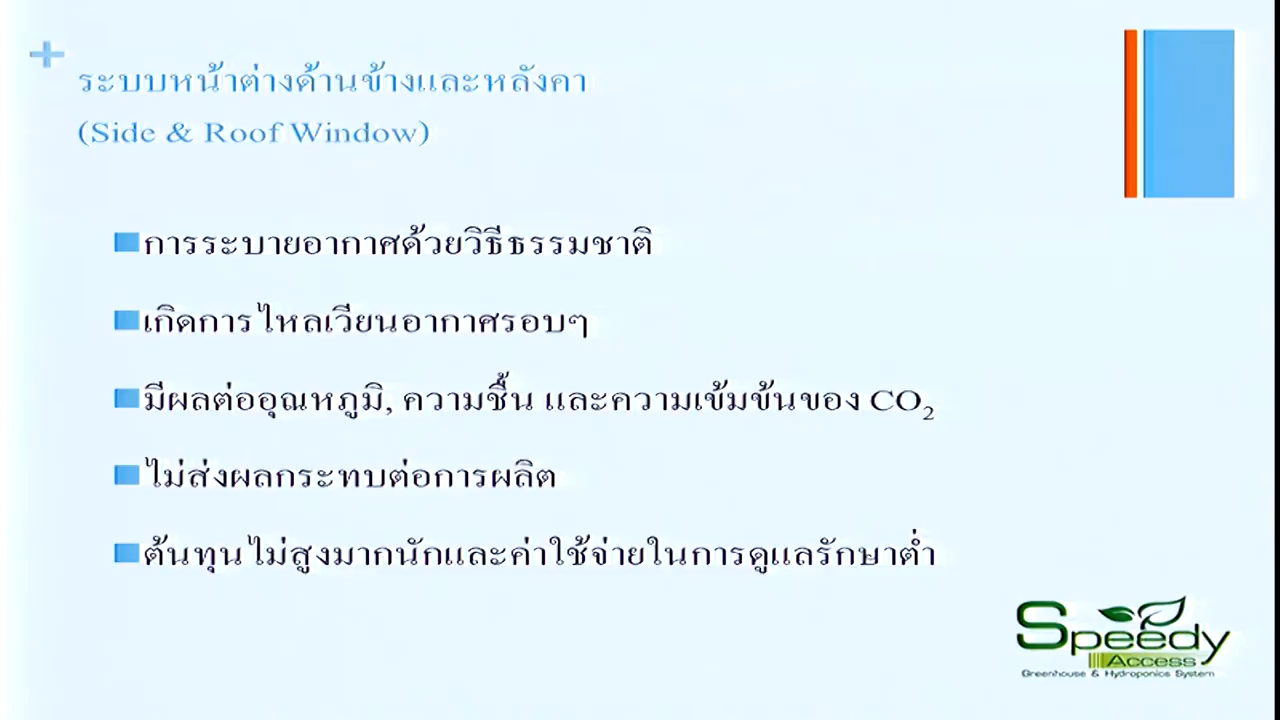 ระบบหน้าต่างด้านข้างและหลังคา
(Side & Roof Window)
การระบายอากาศด้วยวิธีธรรมชาติ
เกิดการไหลเวียนอากาศรอบๆ
มีผลต่ออุณหภูมิ, ความชื้น และความเข้มข้นของ CO₂
ไม่ส่งผลกระทบต่อการผลิต
ต้นทุนไม่สูงมากนักและค่าใช้จ่ายในการดูแลรักษาต่ำ
Speedy
Access
Greenhouse & Hydroponics System